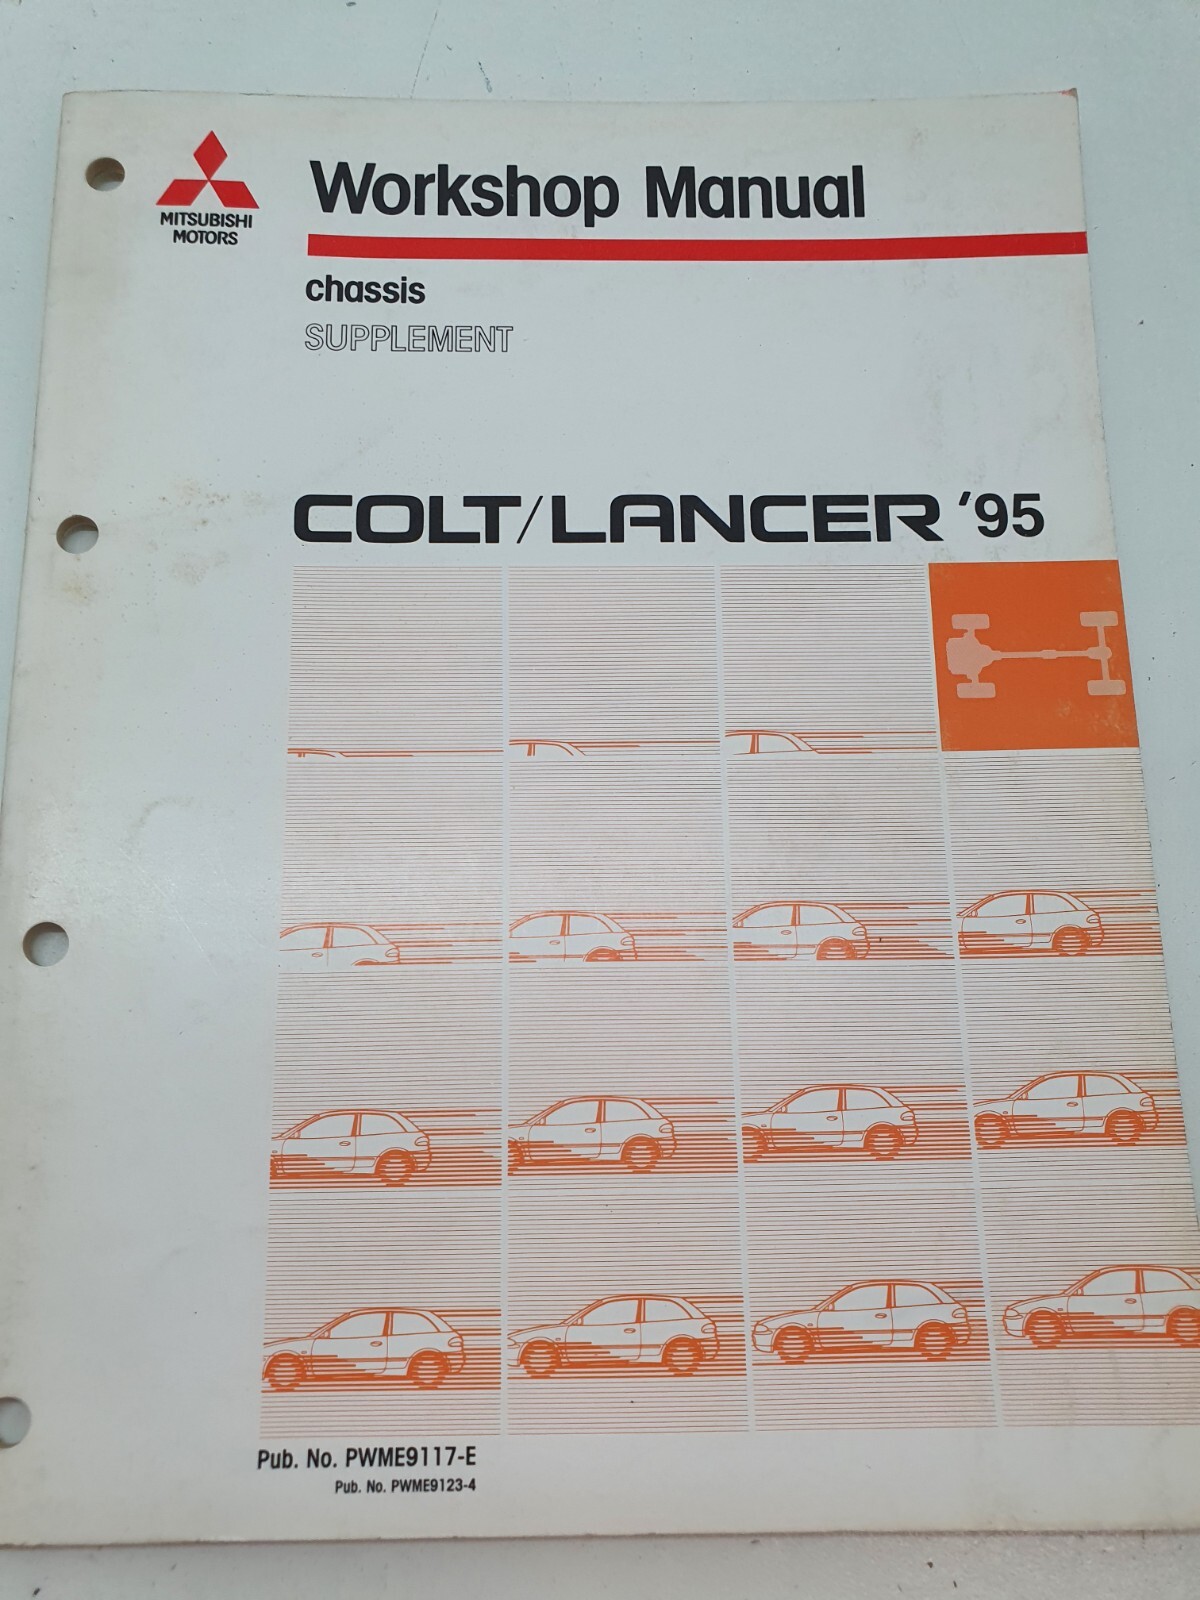 MITSUBISHI
MOTORS
Workshop Manual
chassis
SUPPLEMENT
COLT/LANCER '95
Pub. No. PWME9117-E
Pub. No. PWME9123-4